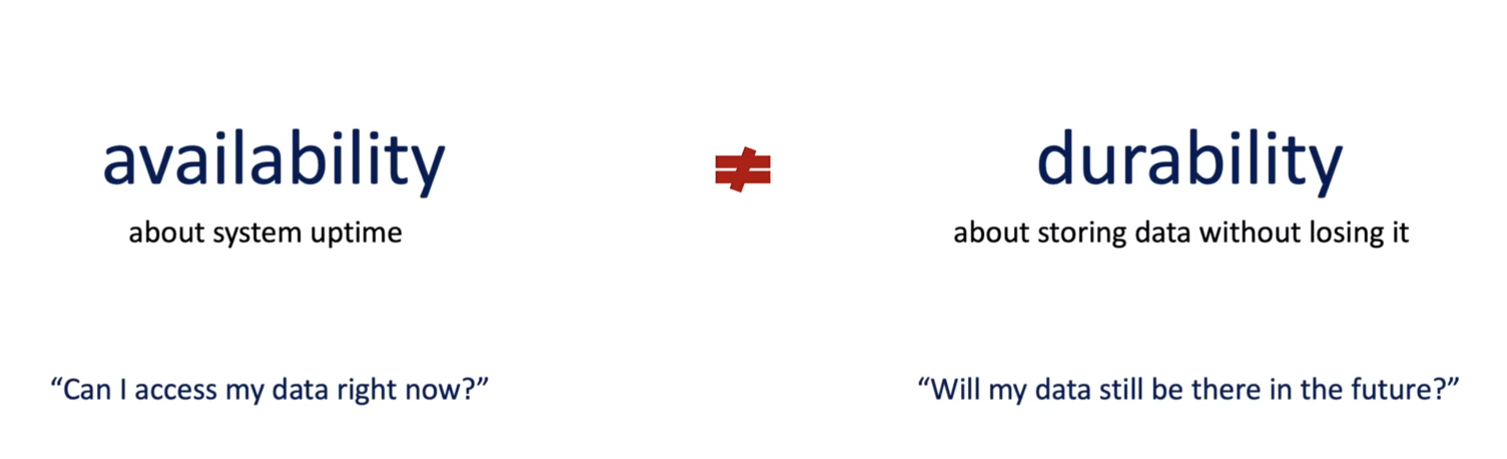 availability
≠
durability
about system uptime
about storing data without losing it
“Can I access my data right now?”
“Will my data still be there in the future?”